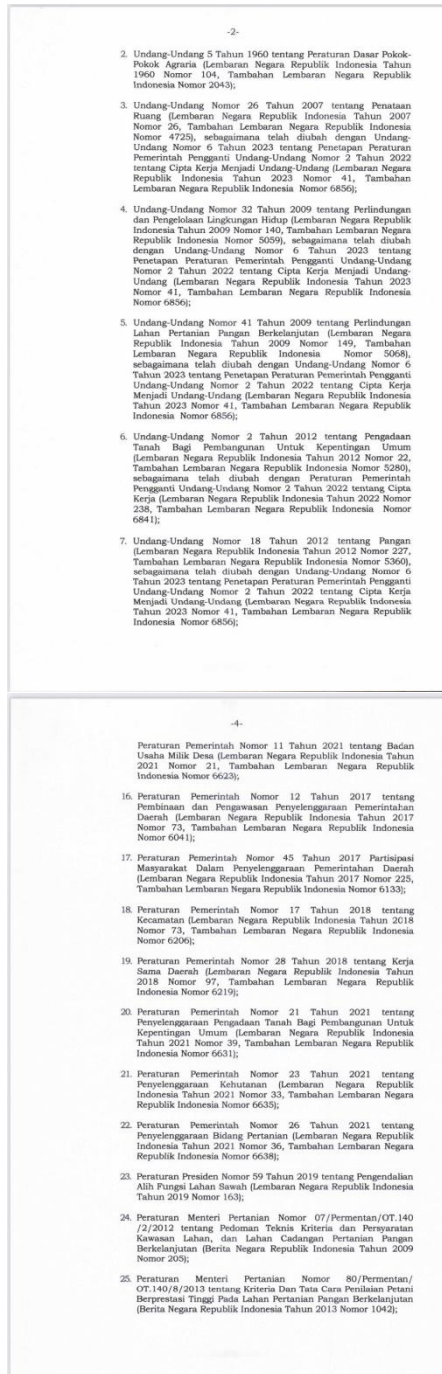 -2-
2. Undang-Undang 5 Tahun 1960 tentang Peraturan Dasar Pokok-
Pokok Agraria (Lembaran Negara Republik Indonesia Tahun
1960 Nomor 104, Tambahan Lembaran Negara Republik
Indonesia Nomor 2043);
3. Undang-Undang Nomor 26 Tahun 2007 tentang Penataan
Ruang (Lembaran Negara Republik Indonesia Tahun 2007
Nomor 26, Tambahan Lembaran Negara Republik Indonesia
Nomor 4725), sebagaimana telah diubah dengan Undang-
Undang Nomor 6 Tahun 2023 tentang Penetapan Peraturan
Pemerintah Pengganti Undang-Undang Nomor 2 Tahun 2022
tentang Cipta Kerja Menjadi Undang-Undang (Lembaran Negara
Republik Indonesia Tahun 2023 Nomor 41, Tambahan
Lembaran Negara Republik Indonesia Nomor 6856);
4. Undang-Undang Nomor 32 Tahun 2009 tentang Perlindungan
dan Pengelolaan Lingkungan Hidup (Lembaran Negara Republik
Indonesia Tahun 2009 Nomor 140, Tambahan Lembaran Negara
Republik Indonesia Nomor 5059), sebagaimana telah diubah
dengan Undang-Undang Nomor 6 Tahun 2023 tentang
Penetapan Peraturan Pemerintah Pengganti Undang-Undang
Nomor 2 Tahun 2022 tentang Cipta Kerja Menjadi Undang-
Undang (Lembaran Negara Republik Indonesia Tahun 2023
Nomor 41, Tambahan Lembaran Negara Republik Indonesia
Nomor 6856);
5. Undang-Undang Nomor 41 Tahun 2009 tentang Perlindungan
Lahan Pertanian Pangan Berkelanjutan (Lembaran Negara
Republik Indonesia Tahun 2009 Nomor 149, Tambahan
Lembaran Negara Republik Indonesia Nomor 5068),
sebagaimana telah diubah dengan Undang-Undang Nomor 6
Tahun 2023 tentang Penetapan Peraturan Pemerintah Pengganti
Undang-Undang Nomor 2 Tahun 2022 tentang Cipta Kerja
Menjadi Undang-Undang (Lembaran Negara Republik Indonesia
Tahun 2023 Nomor 41, Tambahan Lembaran Negara Republik
Indonesia Nomor 6856);
6. Undang-Undang Nomor 2 Tahun 2012 tentang Pengadaan
Tanah Bagi Pembangunan Untuk Kepentingan Umum
(Lembaran Negara Republik Indonesia Tahun 2012 Nomor 22,
Tambahan Lembaran Negara Republik Indonesia Nomor 5280),
sebagaimana telah diubah dengan Peraturan Pemerintah
Pengganti Undang-Undang Nomor 2 Tahun 2022 tentang Cipta
Kerja (Lembaran Negara Republik Indonesia Tahun 2022 Nomor
238, Tambahan Lembaran Negara Republik Indonesia Nomor
6841);
7. Undang-Undang Nomor 18 Tahun 2012 tentang Pangan
(Lembaran Negara Republik Indonesia Tahun 2012 Nomor 227,
Tambahan Lembaran Negara Republik Indonesia Nomor 5360),
sebagaimana telah diubah dengan Undang-Undang Nomor 6
Tahun 2023 tentang Penetapan Peraturan Pemerintah Pengganti
Undang-Undang Nomor 2 Tahun 2022 tentang Cipta Kerja
Menjadi Undang-Undang (Lembaran Negara Republik Indonesia
Tahun 2023 Nomor 41, Tambahan Lembaran Negara Republik
Indonesia Nomor 6856);
-4-
Peraturan Pemerintah Nomor 11 Tahun 2021 tentang Badan
Usaha Milik Desa (Lembaran Negara Republik Indonesia Tahun
2021 Nomor 21, Tambahan Lembaran Negara Republik
Indonesia Nomor 6623);
16. Peraturan Pemerintah Nomor 12 Tahun 2017 tentang
Pembinaan dan Pengawasan Penyelenggaraan Pemerintahan
Daerah (Lembaran Negara Republik Indonesia Tahun 2017
Nomor 73, Tambahan Lembaran Negara Republik Indonesia
Nomor 6041);
17. Peraturan Pemerintah Nomor 45 Tahun 2017 Partisipasi
Masyarakat Dalam Penyelenggaraan Pemerintahan Daerah
(Lembaran Negara Republik Indonesia Tahun 2017 Nomor 225,
Tambahan Lembaran Negara Republik Indonesia Nomor 6133);
18. Peraturan Pemerintah Nomor 17 Tahun 2018 tentang
Kecamatan (Lembaran Negara Republik Indonesia Tahun 2018
Nomor 73, Tambahan Lembaran Negara Republik Indonesia
Nomor 6206);
19. Peraturan Pemerintah Nomor 28 Tahun 2018 tentang Kerja
Sama Daerah (Lembaran Negara Republik Indonesia Tahun
2018 Nomor 97, Tambahan Lembaran Negara Republik
Indonesia Nomor 6219);
20. Peraturan Pemerintah Nomor 21 Tahun 2021 tentang
Penyelenggaraan Pengadaan Tanah Bagi Pembangunan Untuk
Kepentingan Umum (Lembaran Negara Republik Indonesia
Tahun 2021 Nomor 39, Tambahan Lembaran Negara Republik
Indonesia Nomor 6631);
21. Peraturan Pemerintah Nomor 23 Tahun 2021 tentang
Penyelenggaraan Kehutanan (Lembaran Negara Republik
Indonesia Tahun 2021 Nomor 33, Tambahan Lembaran Negara
Republik Indonesia Nomor 6635);
22. Peraturan Pemerintah Nomor 26 Tahun 2021 tentang
Penyelenggaraan Bidang Pertanian (Lembaran Negara Republik
Indonesia Tahun 2021 Nomor 36, Tambahan Lembaran Negara
Republik Indonesia Nomor 6638);
23. Peraturan Presiden Nomor 59 Tahun 2019 tentang Pengendalian
Alih Fungsi Lahan Sawah (Lembaran Negara Republik Indonesia
Tahun 2019 Nomor 163);
24. Peraturan Menteri Pertanian Nomor 07/Permentan/OT.140
/2/2012 tentang Pedoman Teknis Kriteria dan Persyaratan
Kawasan Lahan, dan Lahan Cadangan Pertanian Pangan
Berkelanjutan (Berita Negara Republik Indonesia Tahun 2009
Nomor 205);
25. Peraturan Menteri Pertanian Nomor 80/Permentan/
OT.140/8/2013 tentang Kriteria Dan Tata Cara Penilaian Petani
Berprestasi Tinggi Pada Lahan Pertanian Pangan Berkelanjutan
(Berita Negara Republik Indonesia Tahun 2013 Nomor 1042);